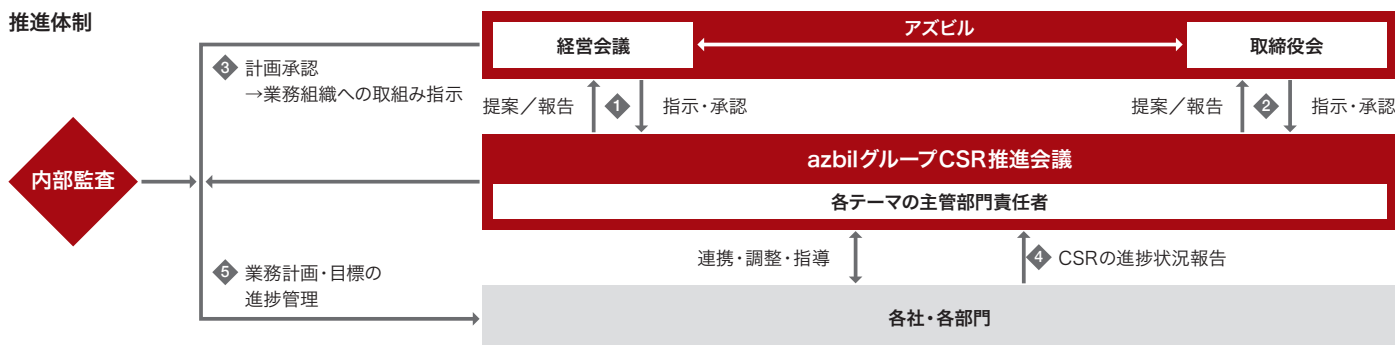 推進体制
アズビル
経営会議
取締役会
3 計画承認
→業務組織への取組み指示
提案／報告
1
指示・承認
提案／報告
2
指示・承認
内部監査
azbilグループCSR推進会議
各テーマの主管部門責任者
連携・調整・指導
4 CSRの進捗状況報告
5 業務計画・目標の
進捗管理
各社・各部門